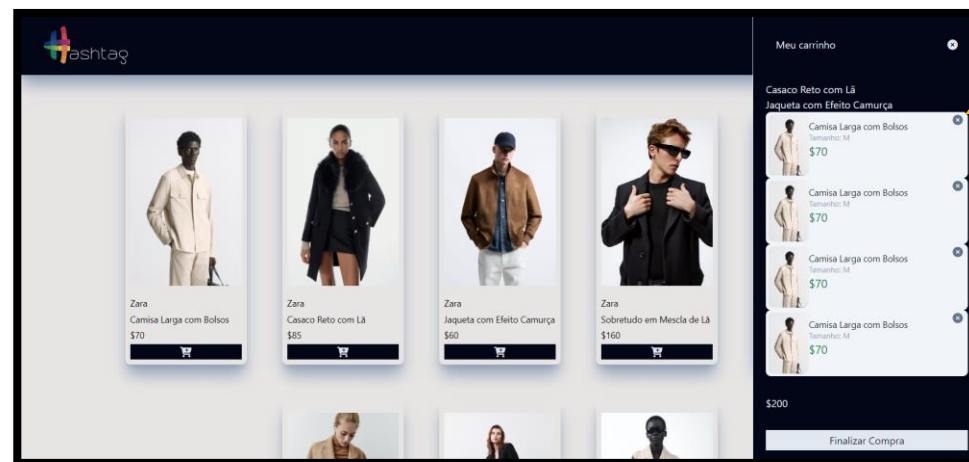 Hashtag
Meu carrinho
Casaco Reto com Lã
Jaqueta com Efeito Camurça
Camisa Larga com Bolsos
Tamanho: M
$70
Camisa Larga com Bolsos
Tamanho: M
$70
Camisa Larga com Bolsos
Tamanho: M
$70
Camisa Larga com Bolsos
Tamanho: M
$70
$200
Finalizar Compra
Zara
Camisa Larga com Bolsos
$70
Zara
Casaco Reto com Lã
$85
Zara
Jaqueta com Efeito Camurça
$60
Zara
Sobretudo em Mescla de Lã
$160